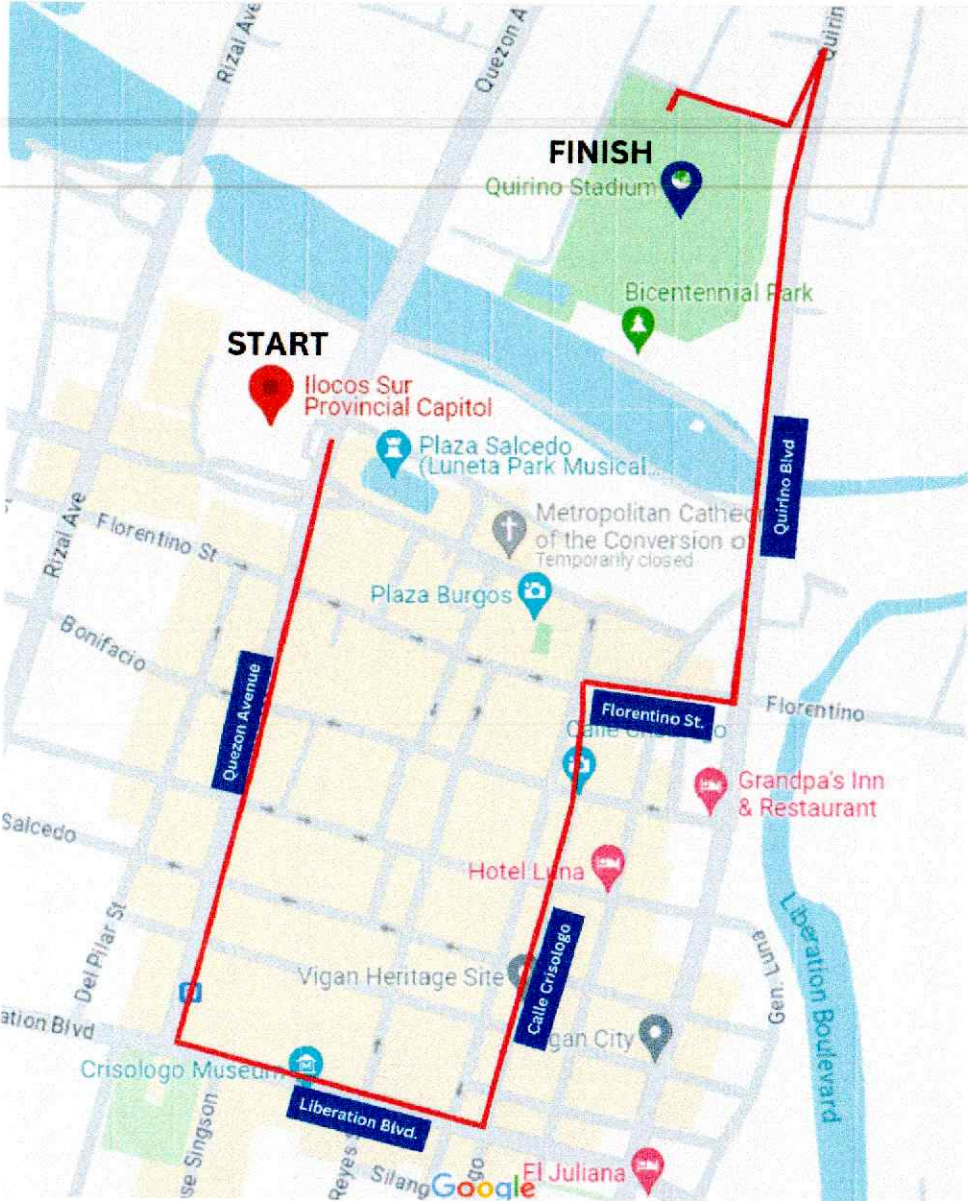 Rizal Ave
Quezon A
Quirin
FINISH
Quirino Stadium
Bicentennial Park
START
Ilocos Sur
Provincial Capitol
Plaza Salcedo
(Luneta Park Musical...
Quirino Blvd
Rizal Ave
Florentino St
Metropolitan Cathedr
of the Conversion o
Temporarily closed
Plaza Burgos
Bonifacio
Quezon Avenue
Florentino St.
Florentino
Grandpa's Inn
& Restaurant
Salcedo
Hotel Luna
Del Pilar St
Vigan Heritage Site
Calle Crisologo
Gen. Luna
Liberation Boulevard
ation Blvd
gan City
Crisologo Museum
Liberation Blvd.
se Singson
Reyes
Silang
Google
go
El Juliana